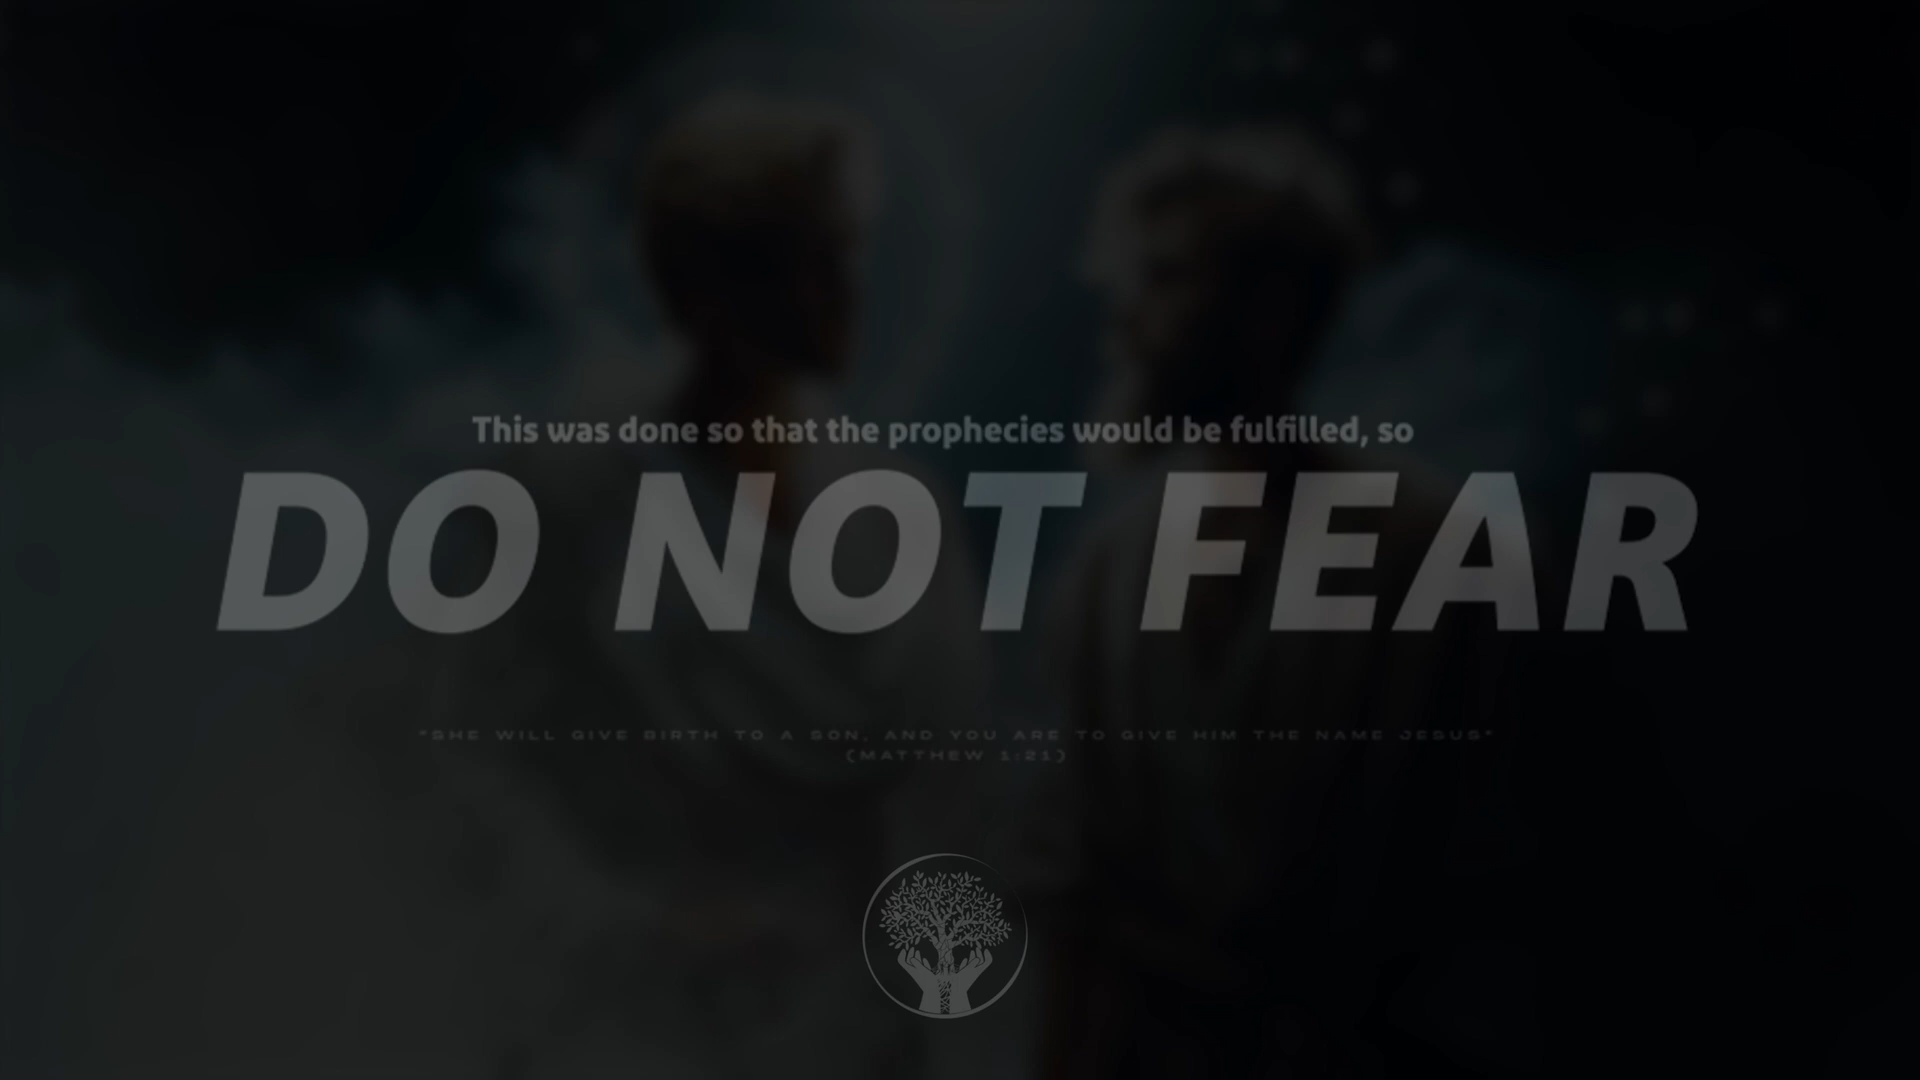 This was done so that the prophecies would be fulfilled, so
DO NOT FEAR
"SHE WILL GIVE BIRTH TO A SON, AND YOU ARE TO GIVE HIM THE NAME JESUS"
(MATTHEW 1:21)